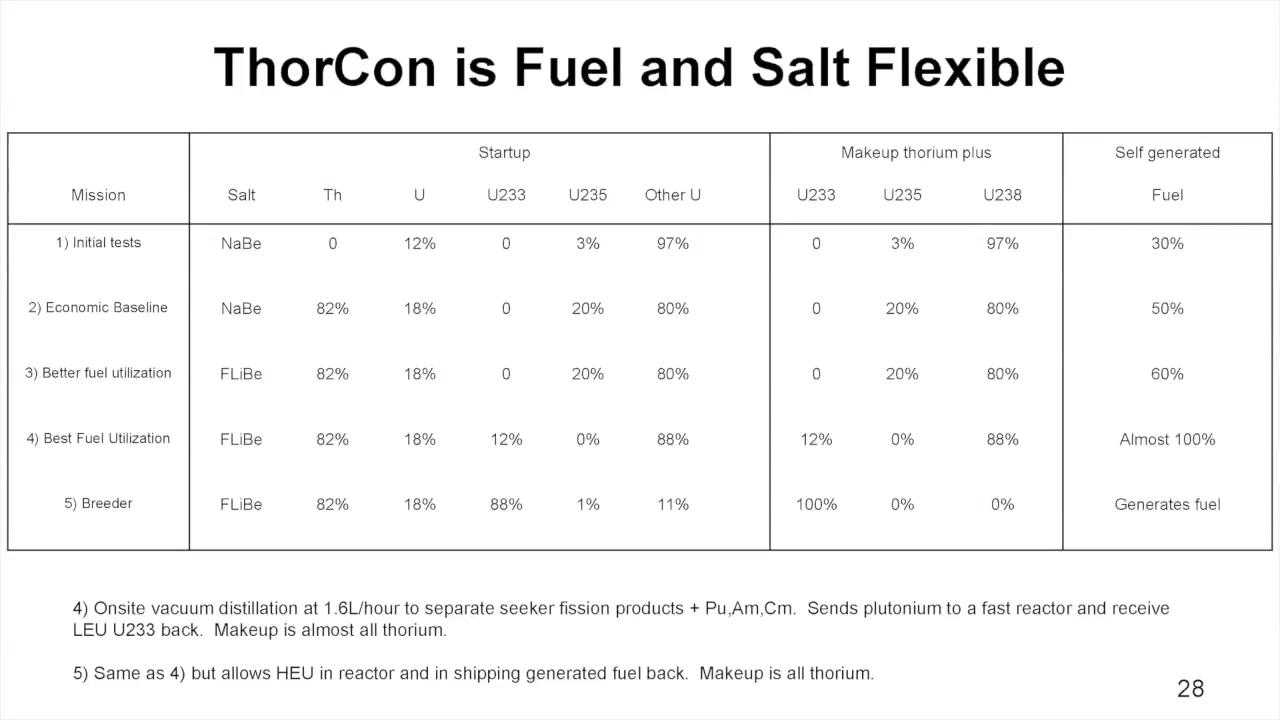 ThorCon is Fuel and Salt Flexible
Startup Makeup thorium plus Self generated
Mission Salt Th U U233 U235 Other U U233 U235 U238 Fuel
1) Initial tests NaBe 0 12% 0 3% 97% 0 3% 97% 30%
2) Economic Baseline NaBe 82% 18% 0 20% 80% 0 20% 80% 50%
3) Better fuel utilization FLiBe 82% 18% 0 20% 80% 0 20% 80% 60%
4) Best Fuel Utilization FLiBe 82% 18% 12% 0% 88% 12% 0% 88% Almost 100%
5) Breeder FLiBe 82% 18% 88% 1% 11% 100% 0% 0% Generates fuel
4) Onsite vacuum distillation at 1.6L/hour to separate seeker fission products + Pu,Am,Cm. Sends plutonium to a fast reactor and receive
LEU U233 back. Makeup is almost all thorium.
5) Same as 4) but allows HEU in reactor and in shipping generated fuel back. Makeup is all thorium.
28